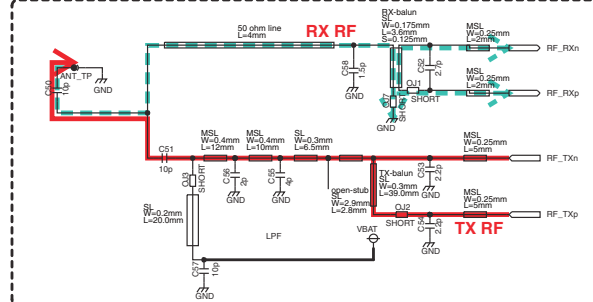 RX-balun
SL
W=0.175mm
L=3.6mm
S=0.125mm
50 ohm line
L=4mm
RX RF
MSL
W=0.25mm
L=2mm
RF_RXn
ANT_TP
GND
C50
10p
C58
1.5p
GND
C52
2.7p
OJ1
SHORT
OJ7
SHORT
GND
MSL
W=0.25mm
L=2mm
RF_RXp
C51
10p
MSL
W=0.4mm
L=12mm
MSL
W=0.4mm
L=10mm
SL
W=0.3mm
L=6.5mm
MSL
W=0.25mm
L=5mm
RF_TXn
OJ3
SHORT
C56
2p
GND
C55
4p
GND
open-stub
SL
W=2.9mm
L=2.8mm
TX-balun
SL
W=0.3mm
L=39.0mm
C53
2.2p
GND
SL
W=0.2mm
L=20.0mm
OJ2
SHORT
MSL
W=0.25mm
L=5mm
RF_TXp
C54
2.2p
GND
TX RF
LPF
VBAT
C57
10p
GND